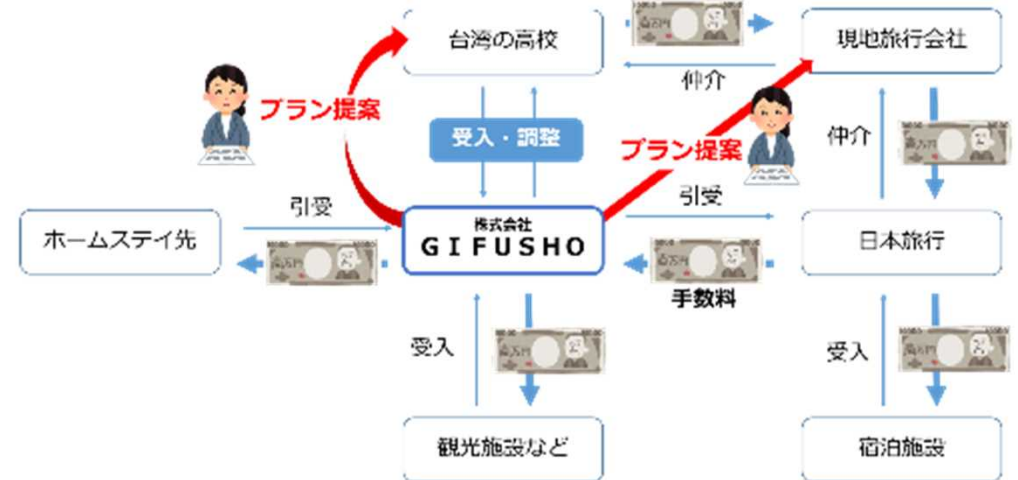 台湾の高校
現地旅行会社
仲介
プラン提案
受入・調整
プラン提案
仲介
引受
引受
ホームステイ先
株式会社
GIFUSHO
日本旅行
手数料
受入
受入
観光施設など
宿泊施設